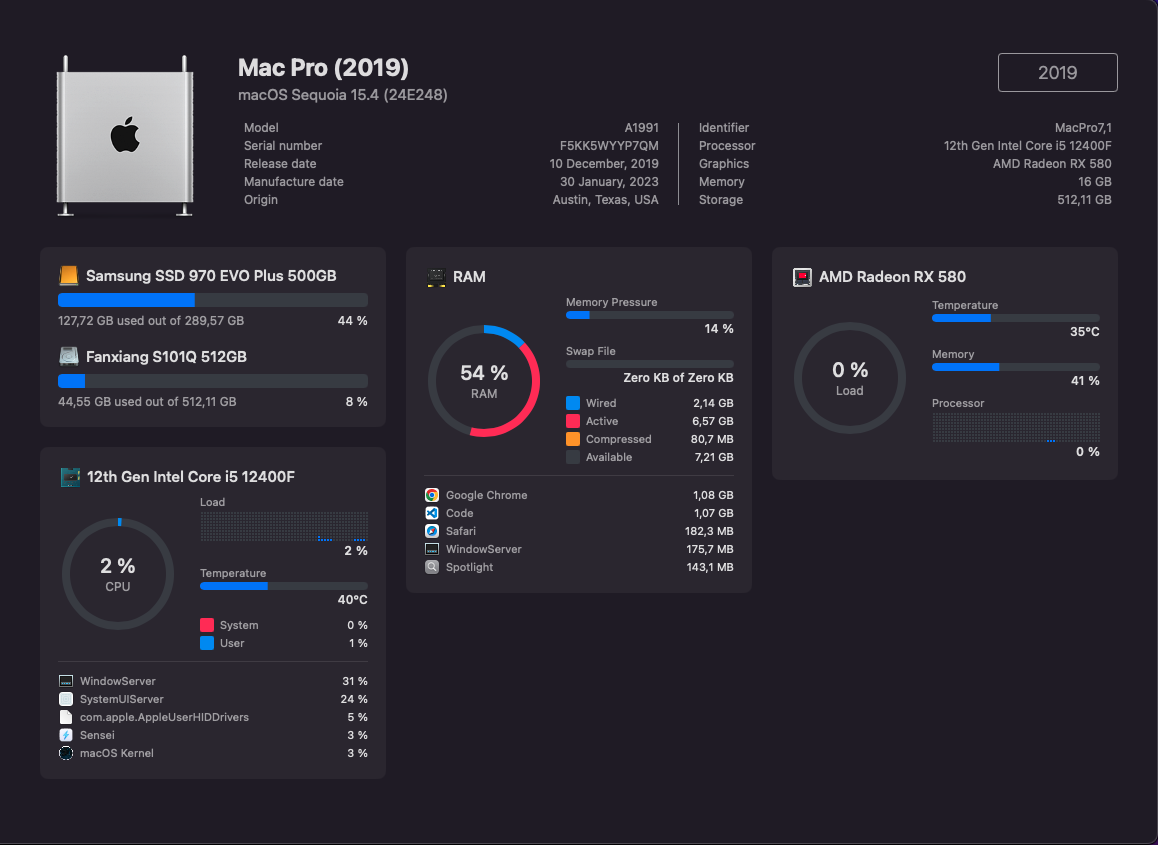 Mac Pro (2019)
macOS Sequoia 15.4 (24E248)
2019
Model A1991
Serial number F5KK5WYYP7QM
Release date 10 December, 2019
Manufacture date 30 January, 2023
Origin Austin, Texas, USA
Identifier MacPro7,1
Processor 12th Gen Intel Core i5 12400F
Graphics AMD Radeon RX 580
Memory 16 GB
Storage 512,11 GB
Samsung SSD 970 EVO Plus 500GB
127,72 GB used out of 289,57 GB 44 %
Fanxiang S101Q 512GB
44,55 GB used out of 512,11 GB 8 %
12th Gen Intel Core i5 12400F
2 %
CPU
Load
2 %
Temperature
40°C
System 0 %
User 1 %
WindowServer 31 %
SystemUIServer 24 %
com.apple.AppleUserHIDDrivers 5 %
Sensei 3 %
macOS Kernel 3 %
RAM
54 %
RAM
Memory Pressure
14 %
Swap File
Zero KB of Zero KB
Wired 2,14 GB
Active 6,57 GB
Compressed 80,7 MB
Available 7,21 GB
Google Chrome 1,08 GB
Code 1,07 GB
Safari 182,3 MB
WindowServer 175,7 MB
Spotlight 143,1 MB
AMD Radeon RX 580
0 %
Load
Temperature
35°C
Memory
41 %
Processor
0 %